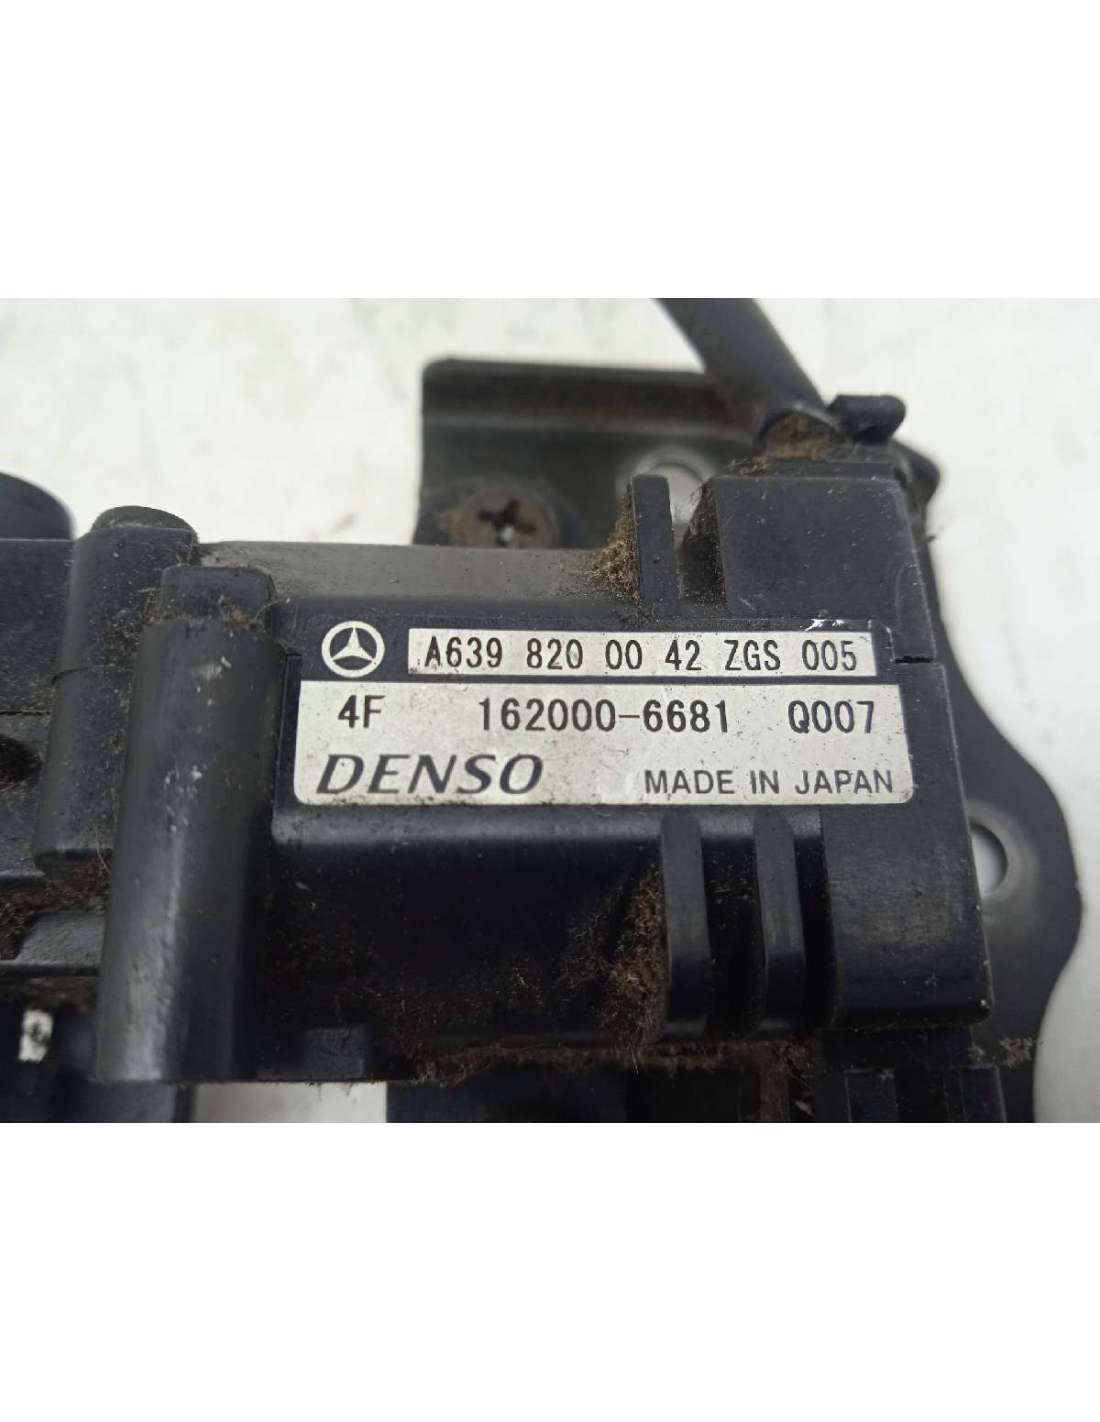 A639 820 00 42 ZGS 005
4F 162000-6681 Q007
DENSO MADE IN JAPAN